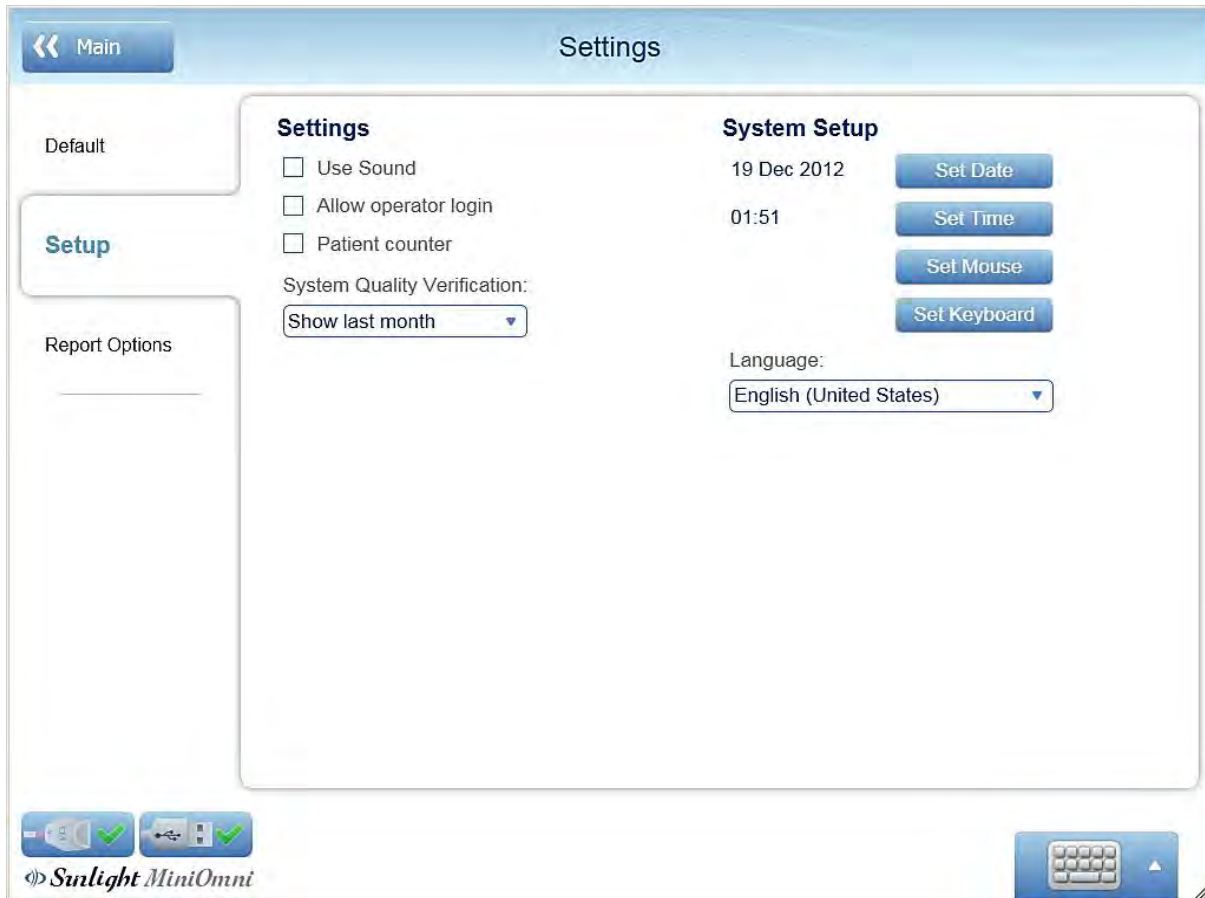 Main
Settings
Default
Setup
Report Options
Settings
Use Sound
Allow operator login
Patient counter
System Quality Verification:
Show last month
System Setup
19 Dec 2012 Set Date
01:51 Set Time
Set Mouse
Set Keyboard
Language:
English (United States)
Sunlight MiniOmni